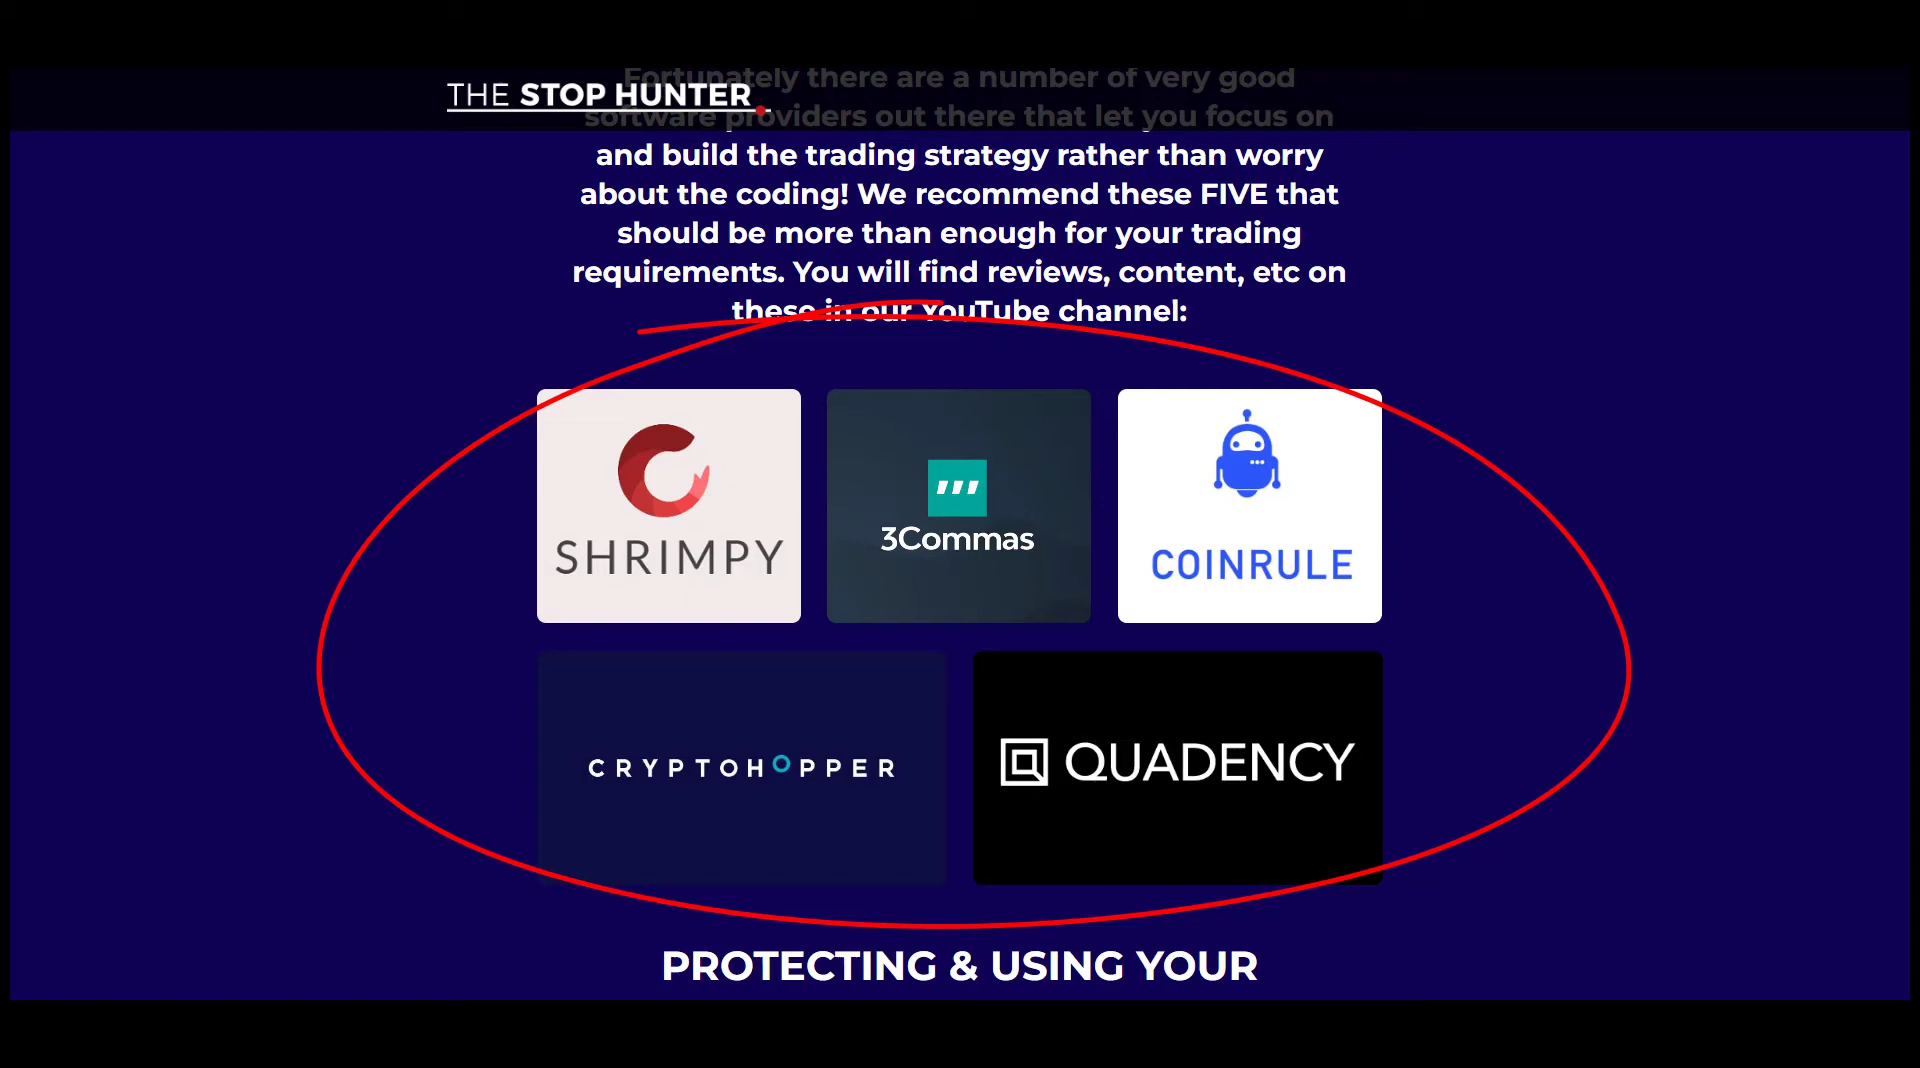 THE STOP HUNTER
Fortunately there are a number of very good
software providers out there that let you focus on
and build the trading strategy rather than worry
about the coding! We recommend these FIVE that
should be more than enough for your trading
requirements. You will find reviews, content, etc on
these in our YouTube channel:
SHRIMPY
3Commas
COINRULE
CRYPTOHOPPER
QUADENCY
PROTECTING & USING YOUR